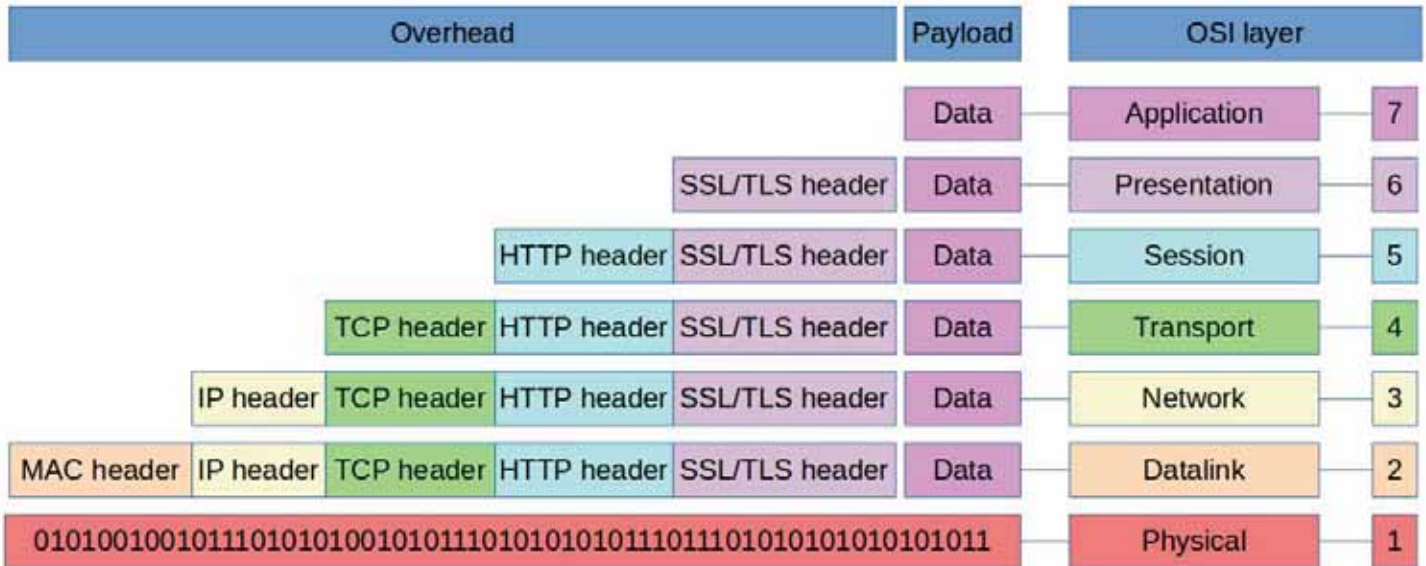 Overhead Payload OSI layer
Data Application 7
SSL/TLS header Data Presentation 6
HTTP header SSL/TLS header Data Session 5
TCP header HTTP header SSL/TLS header Data Transport 4
IP header TCP header HTTP header SSL/TLS header Data Network 3
MAC header IP header TCP header HTTP header SSL/TLS header Data Datalink 2
0101001001011101010100101011101010101011101110101010101010101011 Physical 1